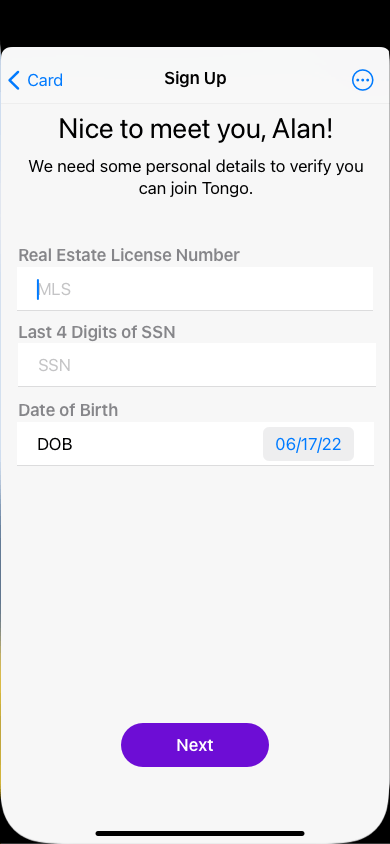 Card
Sign Up
Nice to meet you, Alan!
We need some personal details to verify you
can join Tongo.
Real Estate License Number
MLS
Last 4 Digits of SSN
SSN
Date of Birth
DOB 06/17/22
Next